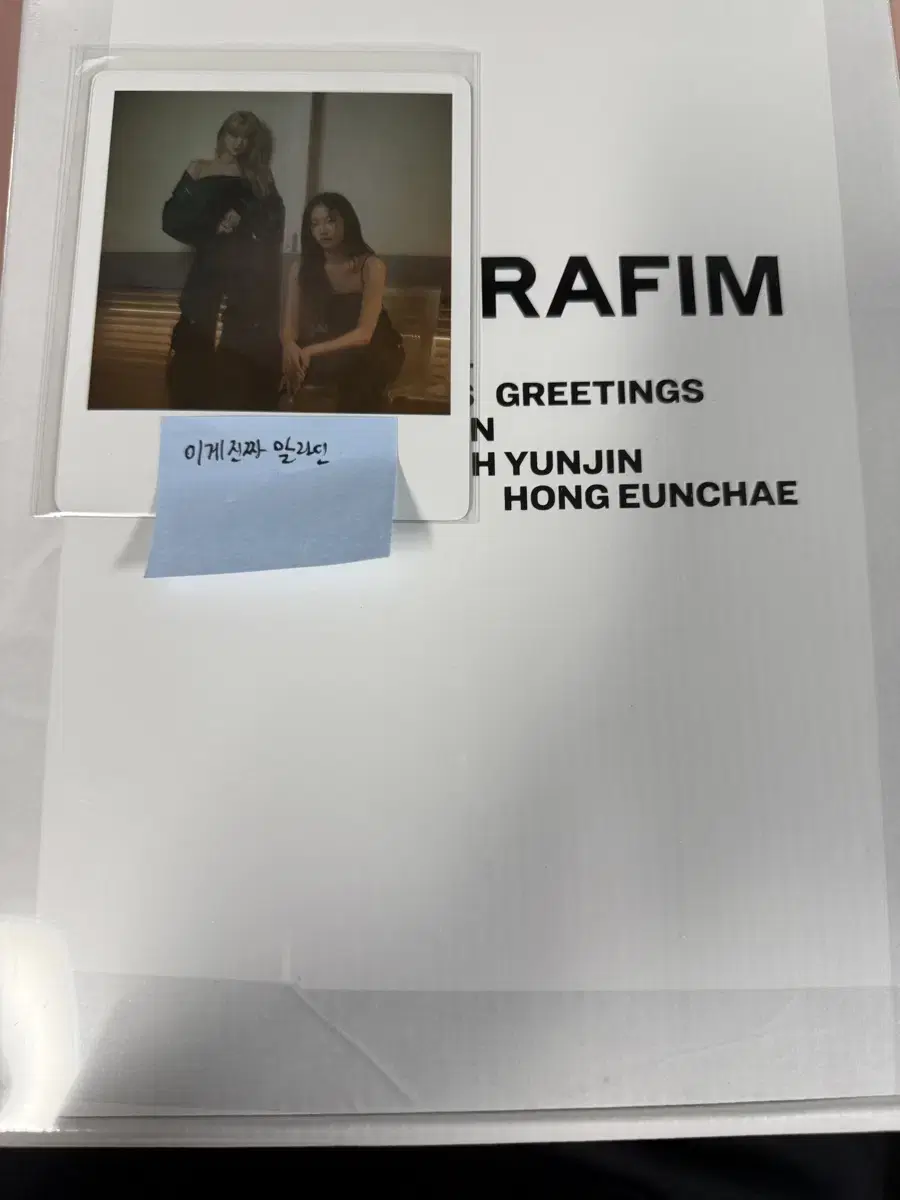 이게진짜 알라딘
RAFIM
GREETINGS
N
H YUNJIN
HONG EUNCHAE